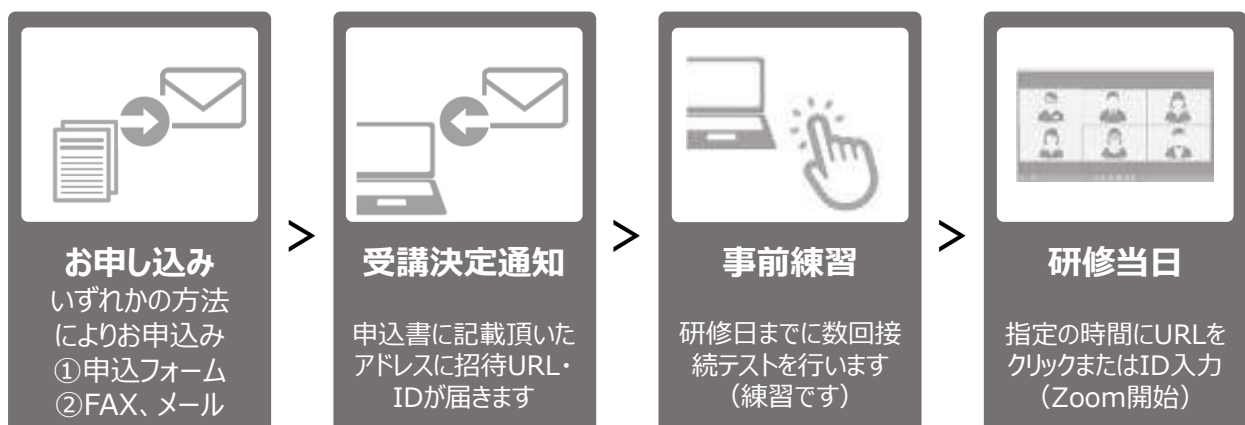 お申し込み
いずれかの方法
によりお申込み
①申込フォーム
②FAX、メール
>
受講決定通知
申込書に記載頂いた
アドレスに招待URL・
IDが届きます
>
事前練習
研修日までに数回接
続テストを行います
（練習です）
>
研修当日
指定の時間にURLを
クリックまたはID入力
（Zoom開始）